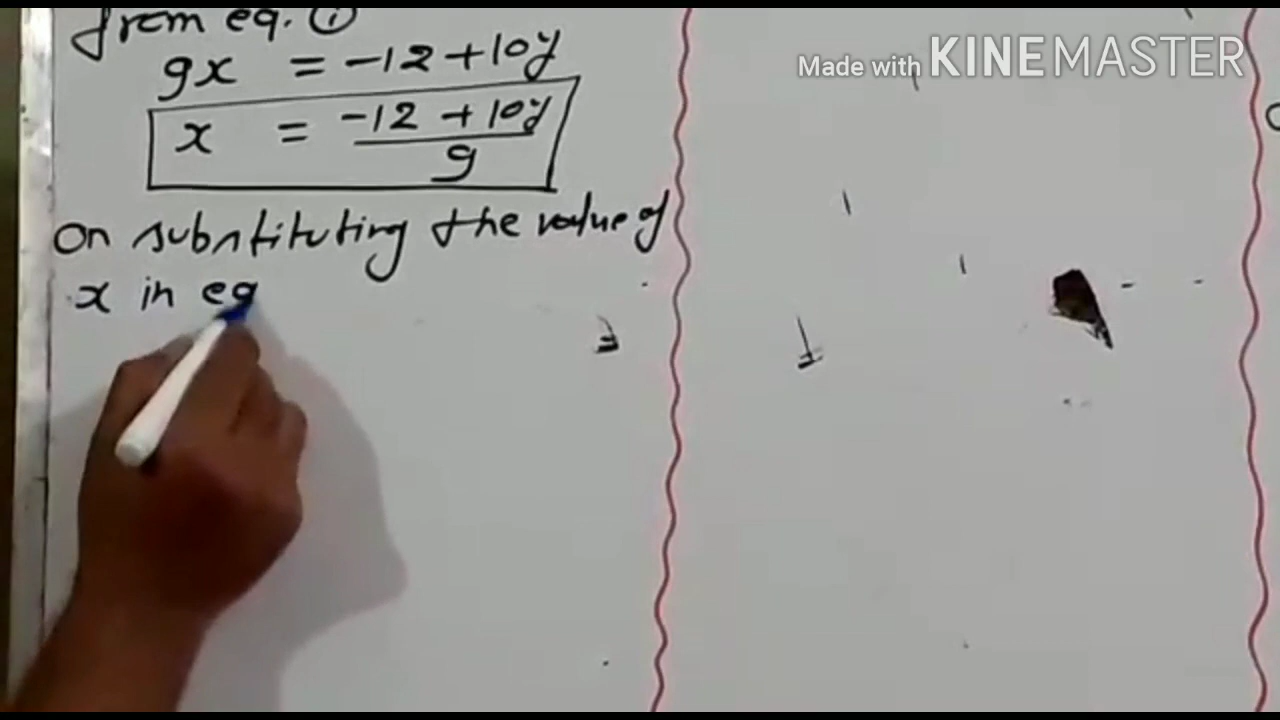 from eq. ①
9x = -12 + 10y
x = -12 + 10y
9
on substituting the value of
x in eq
Made with KINEMASTER